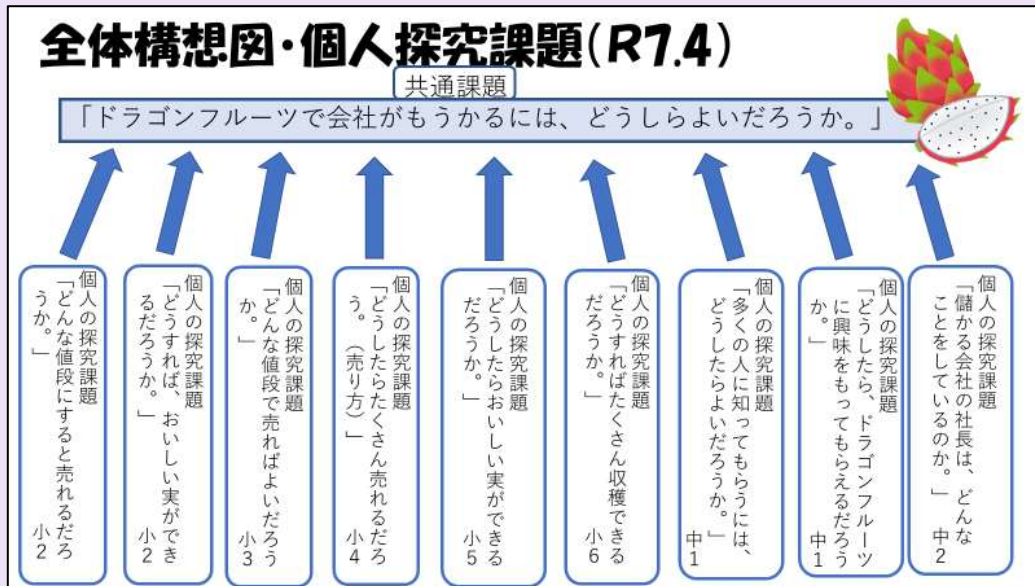 全体構想図・個人探究課題(R7.4)
共通課題
「ドラゴンフルーツで会社がもうかるには、どうしらよいだろうか。」
個人の探究課題
「どんな値段にすると売れるだろ
うか。」
小2
個人の探究課題
「どうすれば、おいしい実ができ
るだろうか。」
小2
個人の探究課題
「どんな値段で売ればよいだろう
か。」
小3
個人の探究課題
「どうしたらたくさん売れるだろ
う。(売り方)」
小4
個人の探究課題
「どうしたらおいしい実ができる
だろうか。」
小5
個人の探究課題
「どうすればたくさん収穫できる
だろうか。」
小6
個人の探究課題
「多くの人に知ってもらうには、
どうしたらよいだろうか。」
中1
個人の探究課題
「どうしたら、ドラゴンフルーツ
に興味をもってもらえるだろう
か。」
中1
個人の探究課題
「儲かる会社の社長は、どんな
ことをしているのか。」
中2